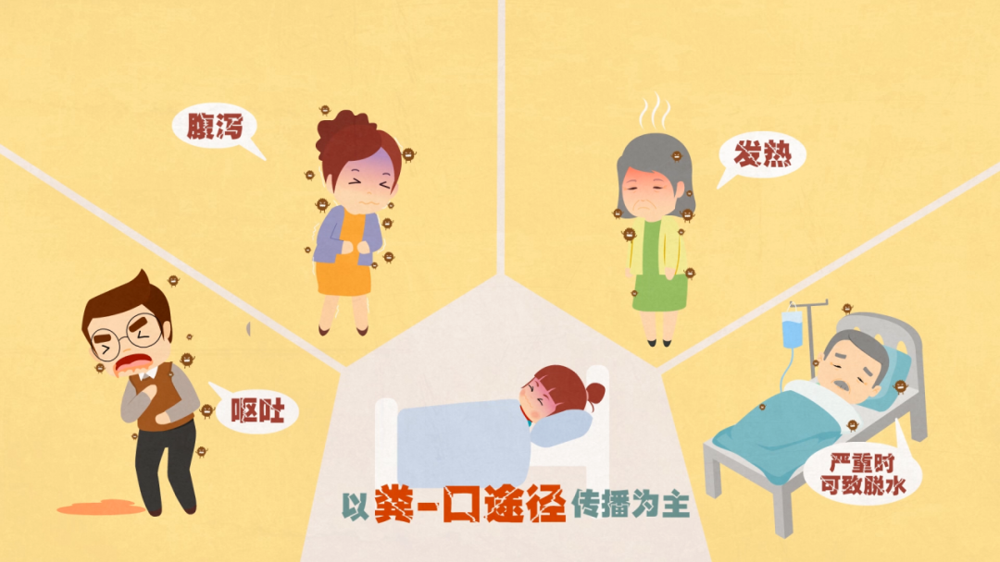 腹泻
发热
呕吐
严重时
可致脱水
以粪-口途径传播为主